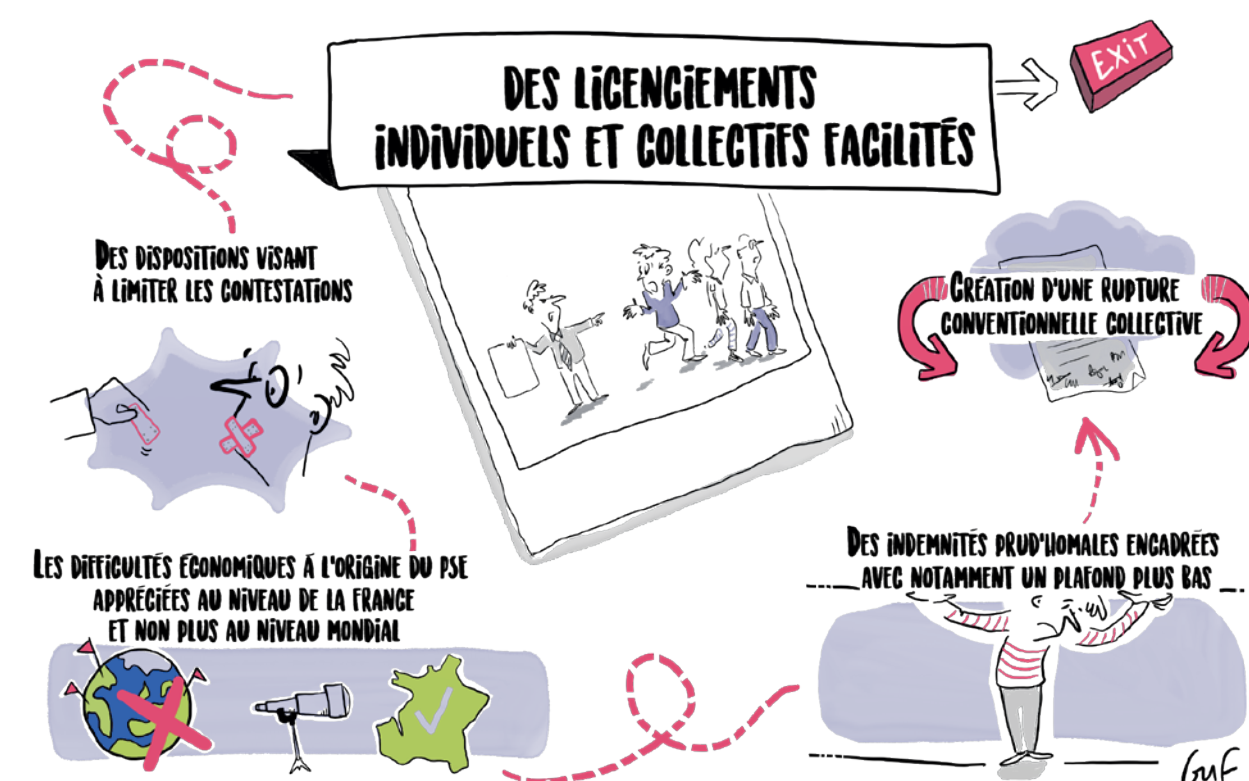 DES LICENCIEMENTS
INDIVIDUELS ET COLLECTIFS FACILITÉS
EXIT
DES DISPOSITIONS VISANT
À LIMITER LES CONTESTATIONS
LES DIFFICULTÉS ÉCONOMIQUES À L'ORIGINE DU PSE
APPRÉCIÉES AU NIVEAU DE LA FRANCE
ET NON PLUS AU NIVEAU MONDIAL
DES INDEMNITÉS PRUD'HOMALES ENCADRÉES
AVEC NOTAMMENT UN PLAFOND PLUS BAS
CRÉATION D'UNE RUPTURE
CONVENTIONNELLE COLLECTIVE